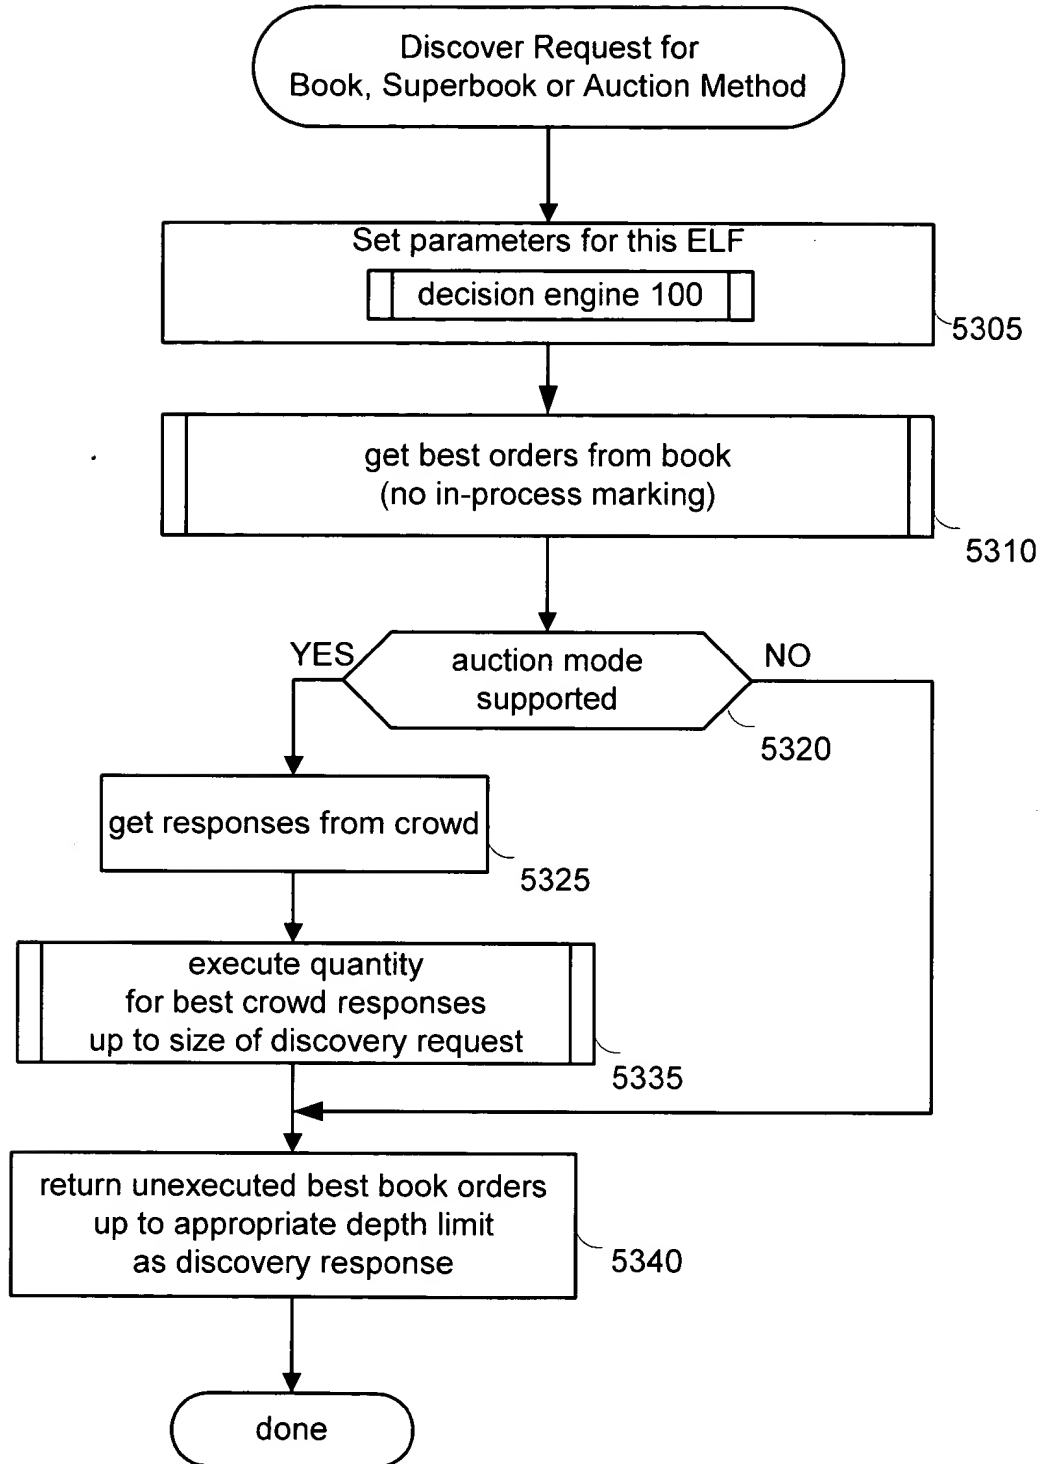 Discover Request for
Book, Superbook or Auction Method
Set parameters for this ELF
decision engine 100
5305
get best orders from book
(no in-process marking)
5310
YES
auction mode
supported
NO
5320
get responses from crowd
5325
execute quantity
for best crowd responses
up to size of discovery request
5335
return unexecuted best book orders
up to appropriate depth limit
as discovery response
5340
done